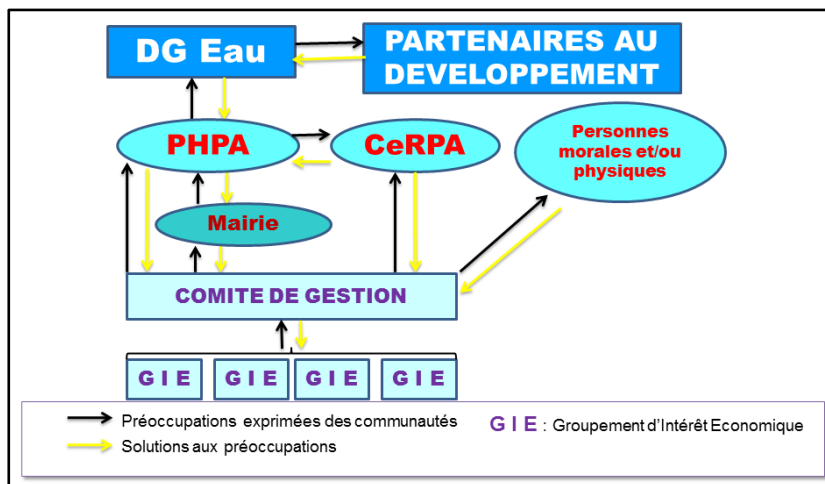 DG Eau
PARTENAIRES AU
DEVELOPPEMENT
PHPA
CeRPA
Personnes
morales et/ou
physiques
Mairie
COMITE DE GESTION
G I E
G I E
G I E
G I E
Préoccupations exprimées des communautés
G I E : Groupement d'Intérêt Economique
Solutions aux préoccupations